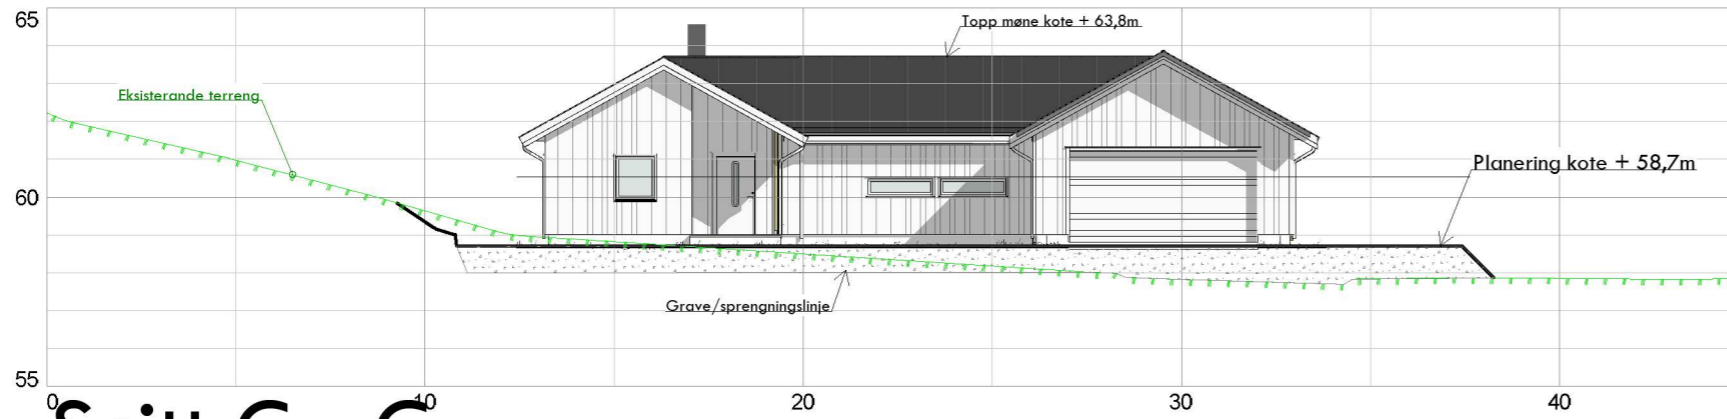 65
Topp møne kote + 63,8m
Eksisterande terreng
Planering kote + 58,7m
60
Grave/sprengningslinje
55
0 10 20 30 40